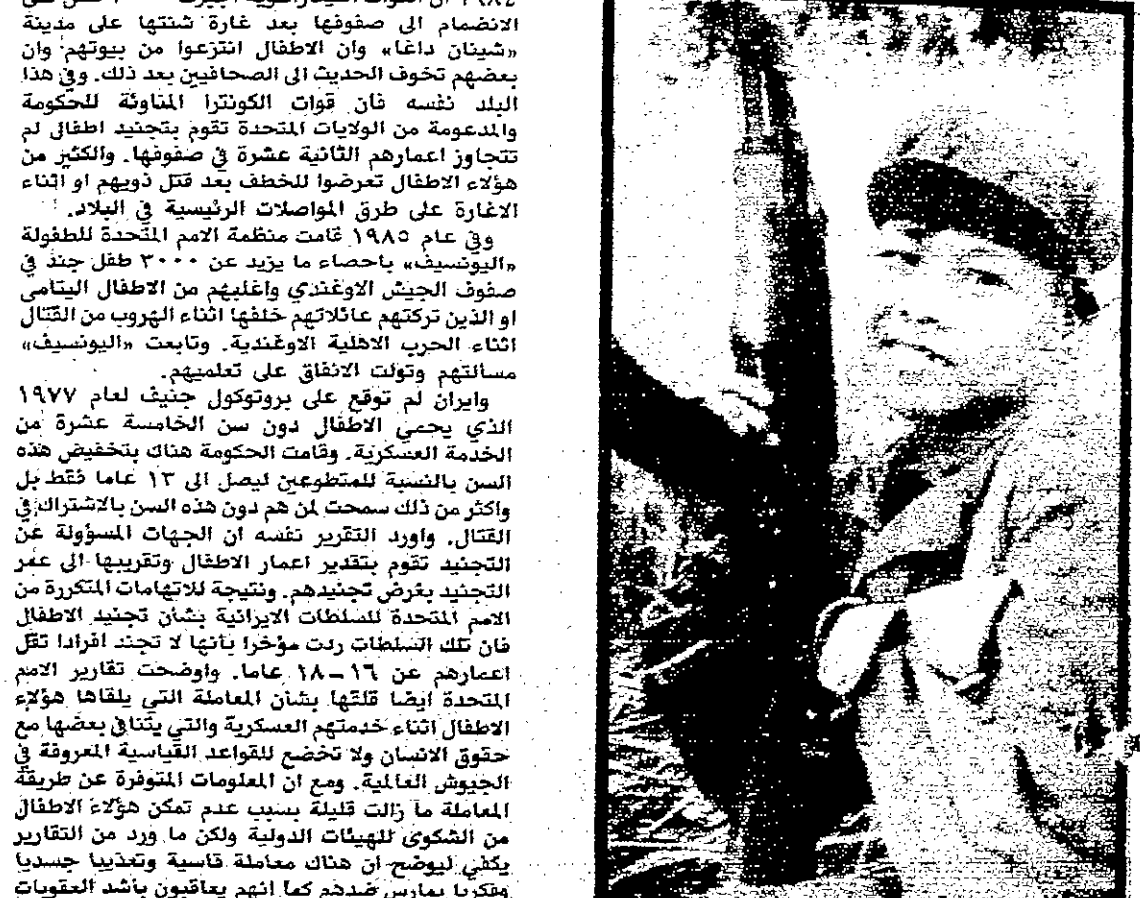 الانضمام الى صفوفها بعد غارة شنتها على مدينة
«شينان داغا» وان الاطفال انتزعوا من بيوتهم وان
بعضهم تخوف الحديث الى الصحافيين بعد ذلك. وفي هذا
البلد نفسه فان قوات الكونترا المناوئة للحكومة
والمدعومة من الولايات المتحدة تقوم بتجنيد اطفال لم
تتجاوز اعمارهم الثانية عشرة في صفوفها. والكثير من
هؤلاء الاطفال تعرضوا للخطف بعد قتل ذويهم او اثناء
الاغارة على طرق المواصلات الرئيسية في البلاد.
وفي عام ١٩٨٥ قامت منظمة الامم المتحدة للطفولة
«اليونسيف» باحصاء ما يزيد عن ٣٠٠٠ طفل جند في
صفوف الجيش الاوغندي واغلبهم من الاطفال اليتامى
او الذين تركتهم عائلاتهم خلفها اثناء الهروب من القتال
اثناء الحرب الاهلية الاوغندية. وتابعت «اليونسيف»
مسالتهم وتولت الانفاق على تعلميهم.
وايران لم توقع على بروتوكول جنيف لعام ١٩٧٧
الذي يحمي الاطفال دون سن الخامسة عشرة من
الخدمة العسكرية. وقامت الحكومة هناك بتخفيض هذه
السن بالنسبة للمتطوعين ليصل الى ١٣ عاما فقط بل
واكثر من ذلك سمحت لمن هم دون هذه السن بالاشتراك في
القتال. واورد التقرير نفسه ان الجهات المسؤولة عن
التجنيد تقوم بتقدير اعمار الاطفال وتقريبها الى عمر
التجنيد بغرض تجنيدهم. ونتيجة للاتهامات المتكررة من
الامم المتحدة للسلطات الايرانية بشأن تجنيد الاطفال
فان تلك السلطات ردت مؤخرا بأنها لا تجند افرادا تقل
اعمارهم عن ١٦ – ١٨ عاما. واوضحت تقارير الامم
المتحدة ايضا قلقها بشأن المعاملة التي يلقاها هؤلاء
الاطفال اثناء خدمتهم العسكرية والتي يتنافى بعضها مع
حقوق الانسان ولا تخضع للقواعد القياسية المعروفة في
الجيوش العالمية. ومع ان المعلومات المتوفرة عن طريقة
المعاملة ما زالت قليلة بسبب عدم تمكن هؤلاء الاطفال
من الشكوى للهيئات الدولية ولكن ما ورد من التقارير
يكفي ليوضح ان هناك معاملة قاسية وتعذيبا جسديا
وفكريا يمارس ضدهم كما انهم يعاقبون بأشد العقوبات